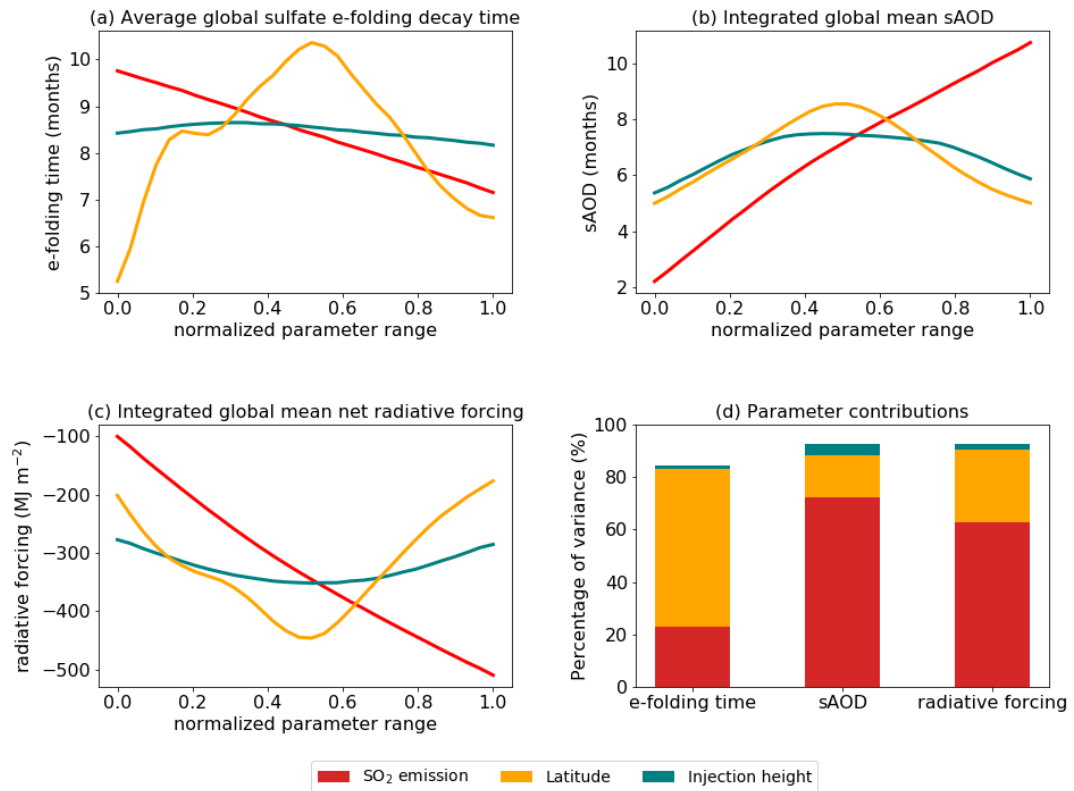 (a) Average global sulfate e-folding decay time
e-folding time (months)
10
9
8
7
6
5
0.0 0.2 0.4 0.6 0.8 1.0
normalized parameter range
(b) Integrated global mean sAOD
sAOD (months)
10
8
6
4
2
0.0 0.2 0.4 0.6 0.8 1.0
normalized parameter range
(c) Integrated global mean net radiative forcing
radiative forcing (MJ m⁻²)
−100
−200
−300
−400
−500
0.0 0.2 0.4 0.6 0.8 1.0
normalized parameter range
(d) Parameter contributions
Percentage of variance (%)
100
80
60
40
20
0
e-folding time sAOD radiative forcing
SO₂ emission Latitude Injection height